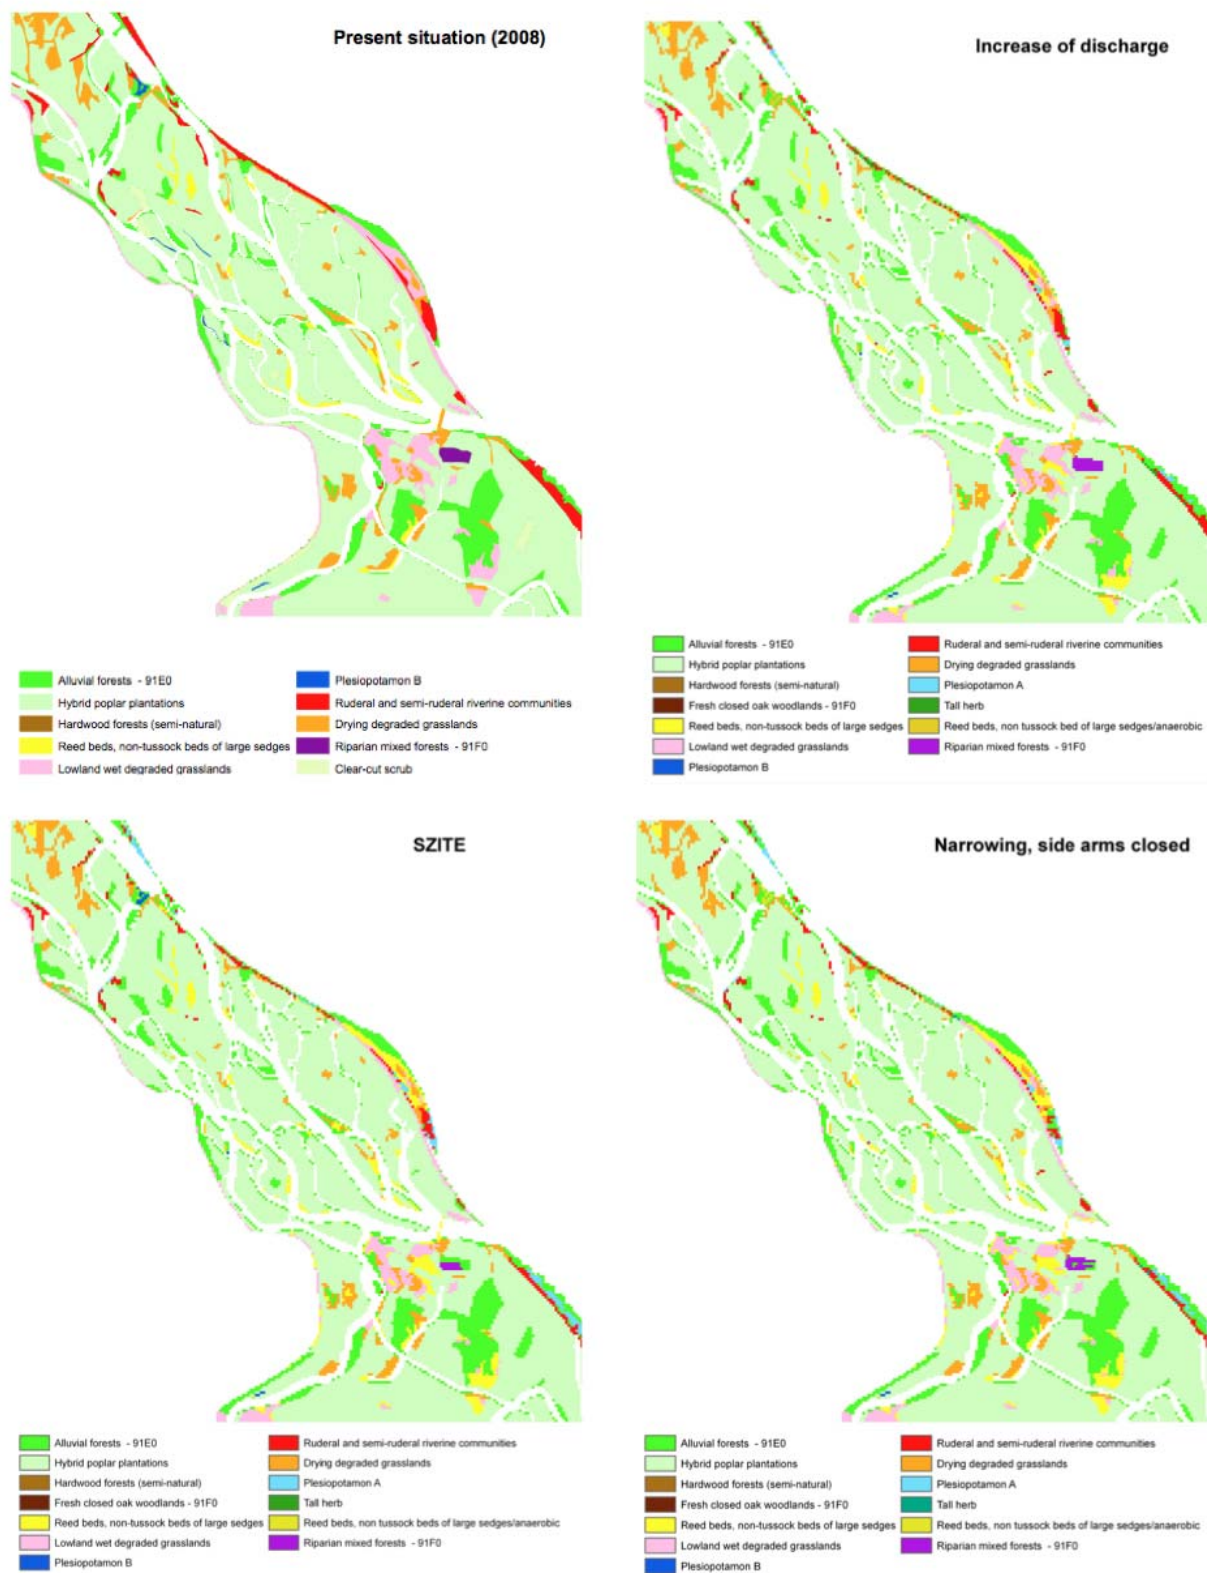 Present situation (2008)
Increase of discharge
Alluvial forests - 91E0
Hybrid poplar plantations
Hardwood forests (semi-natural)
Reed beds, non-tussock beds of large sedges
Lowland wet degraded grasslands
Plesiopotamon B
Ruderal and semi-ruderal riverine communities
Drying degraded grasslands
Riparian mixed forests - 91F0
Clear-cut scrub
Alluvial forests - 91E0
Hybrid poplar plantations
Hardwood forests (semi-natural)
Fresh closed oak woodlands - 91F0
Reed beds, non-tussock beds of large sedges
Lowland wet degraded grasslands
Plesiopotamon B
Ruderal and semi-ruderal riverine communities
Drying degraded grasslands
Plesiopotamon A
Tall herb
Reed beds, non tussock bed of large sedges/anaerobic
Riparian mixed forests - 91F0
SZITE
Narrowing, side arms closed
Alluvial forests - 91E0
Hybrid poplar plantations
Hardwood forests (semi-natural)
Fresh closed oak woodlands - 91F0
Reed beds, non-tussock beds of large sedges
Lowland wet degraded grasslands
Plesiopotamon B
Ruderal and semi-ruderal riverine communities
Drying degraded grasslands
Plesiopotamon A
Tall herb
Reed beds, non tussock beds of large sedges/anaerobic
Riparian mixed forests - 91F0
Alluvial forests - 91E0
Hybrid poplar plantations
Hardwood forests (semi-natural)
Fresh closed oak woodlands - 91F0
Reed beds, non-tussock beds of large sedges
Lowland wet degraded grasslands
Plesiopotamon B
Ruderal and semi-ruderal riverine communities
Drying degraded grasslands
Plesiopotamon A
Tall herb
Reed beds, non tussock beds of large sedges/anaerobic
Riparian mixed forests - 91F0